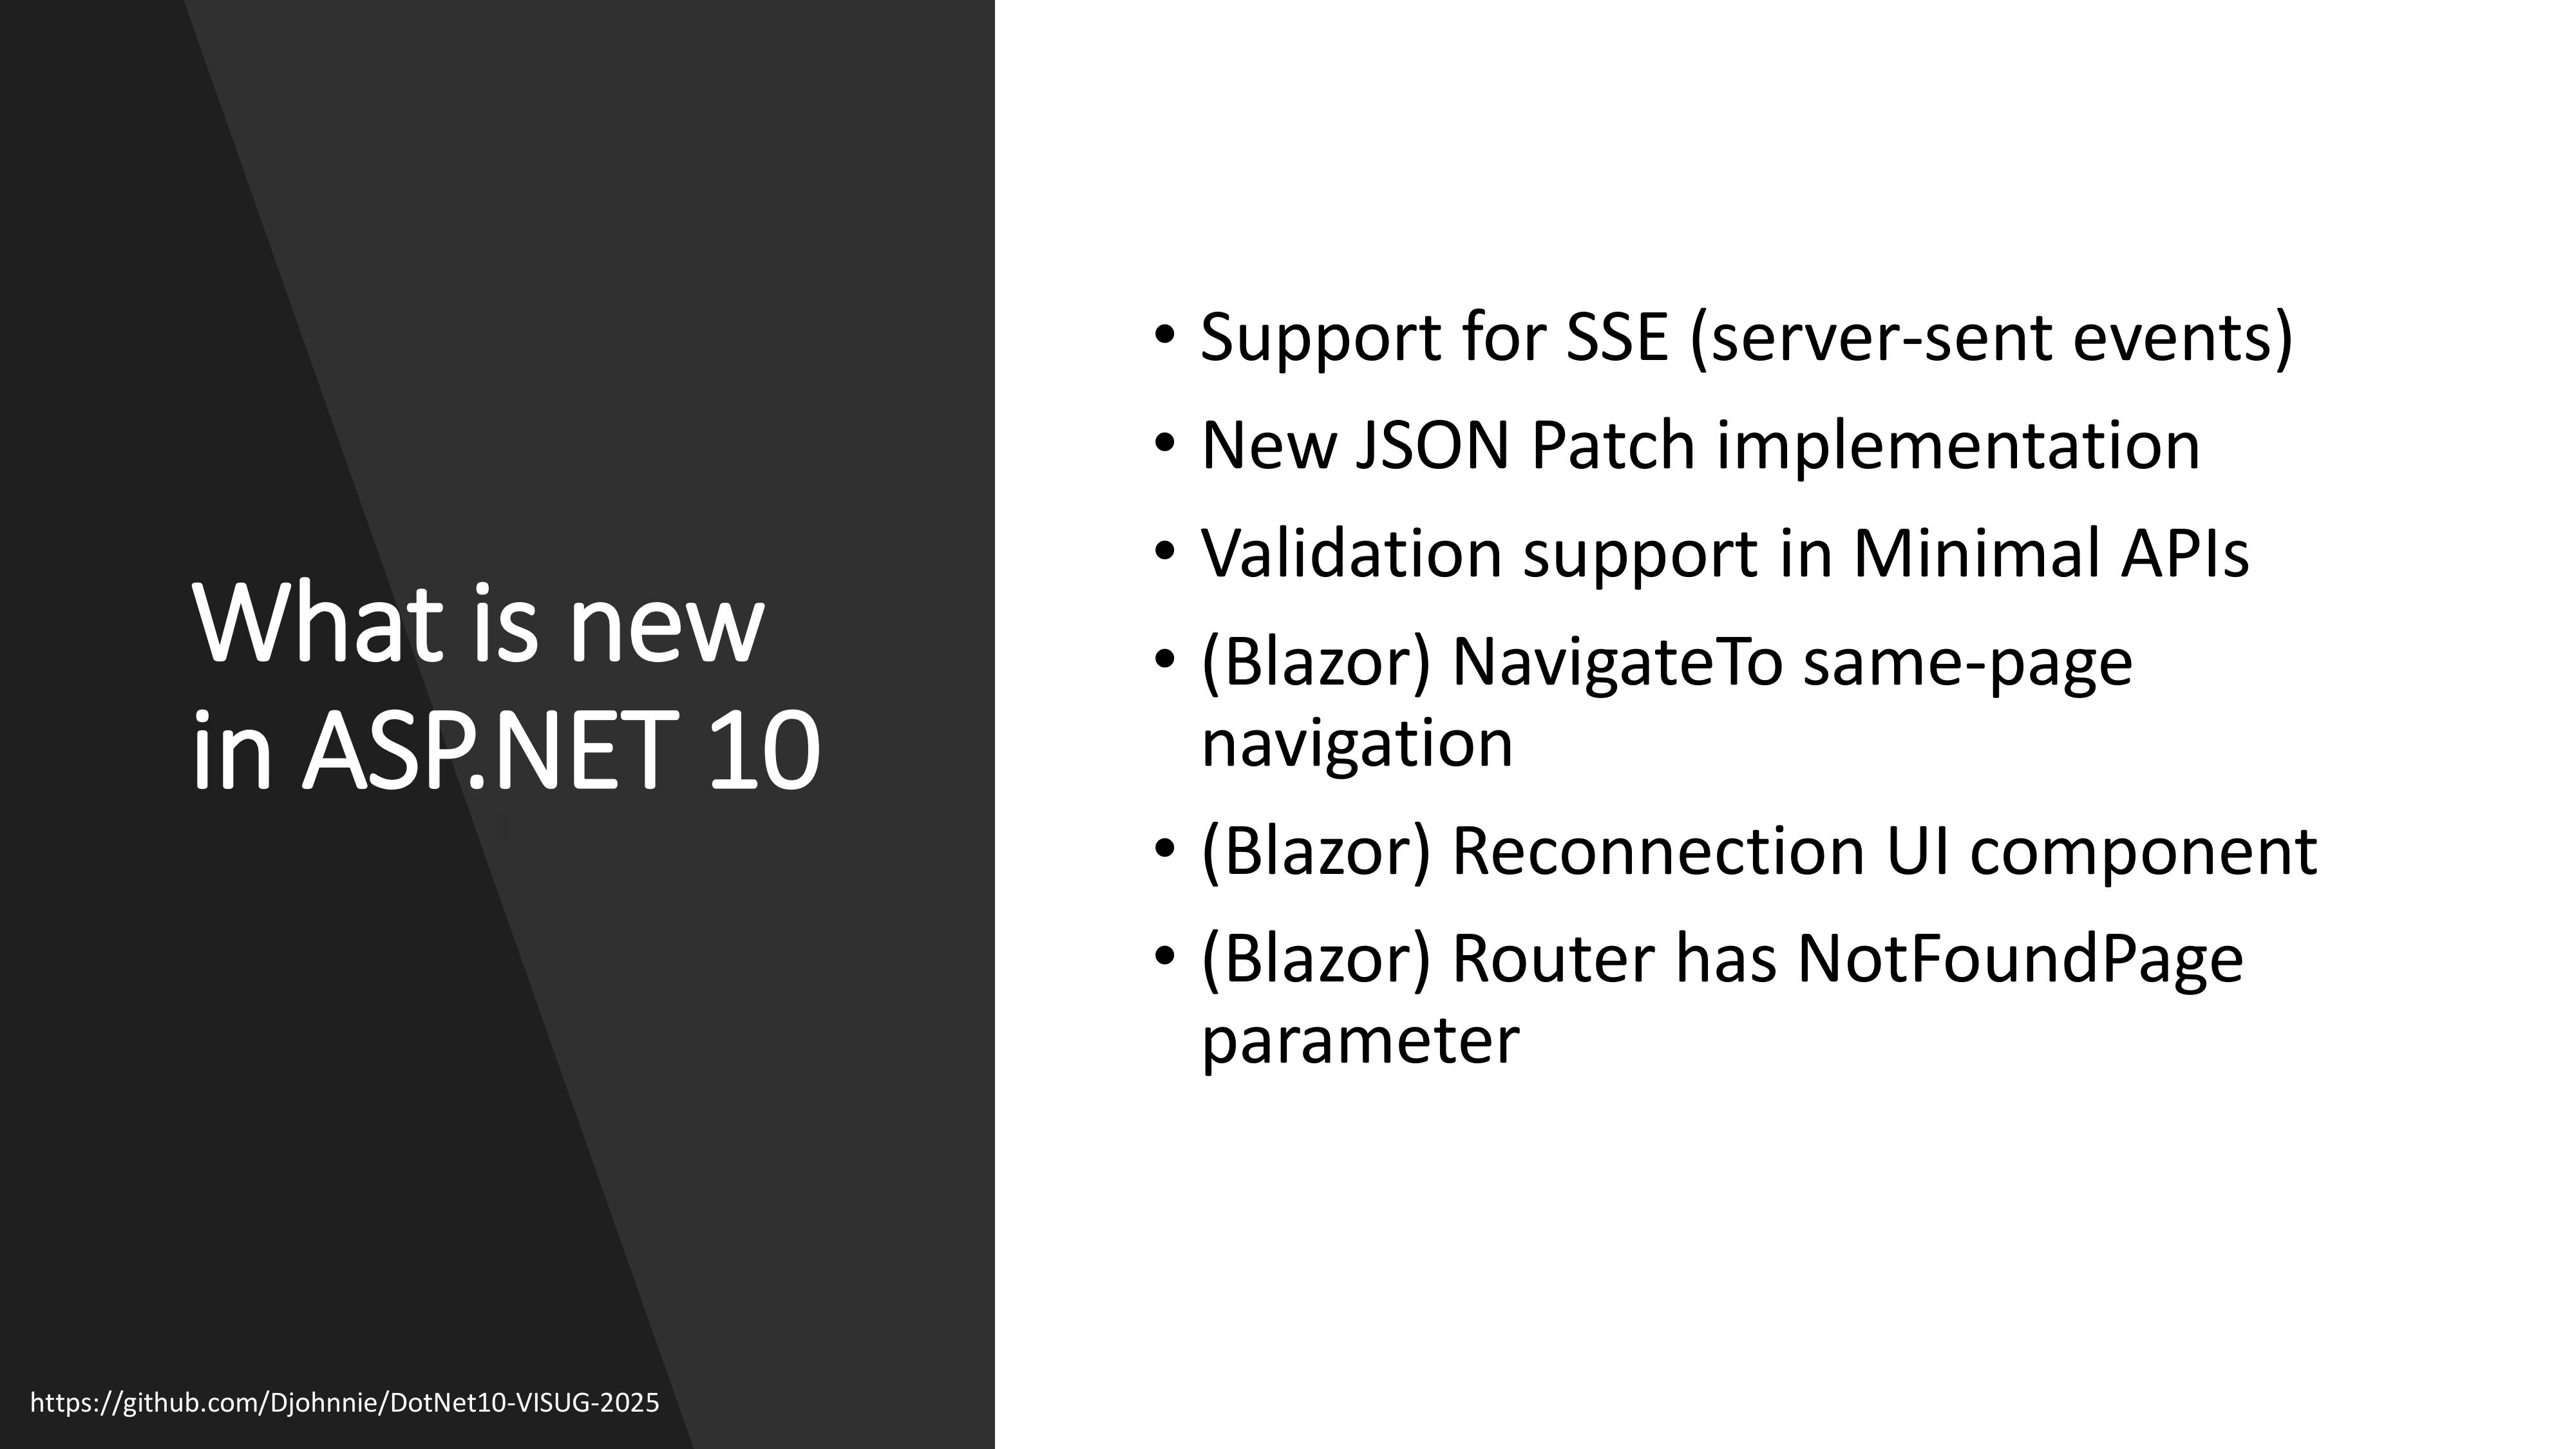 What is new
in ASP.NET 10
• Support for SSE (server-sent events)
• New JSON Patch implementation
• Validation support in Minimal APIs
• (Blazor) NavigateTo same-page
navigation
• (Blazor) Reconnection UI component
• (Blazor) Router has NotFoundPage
parameter
https://github.com/Djohnnie/DotNet10-VISUG-2025